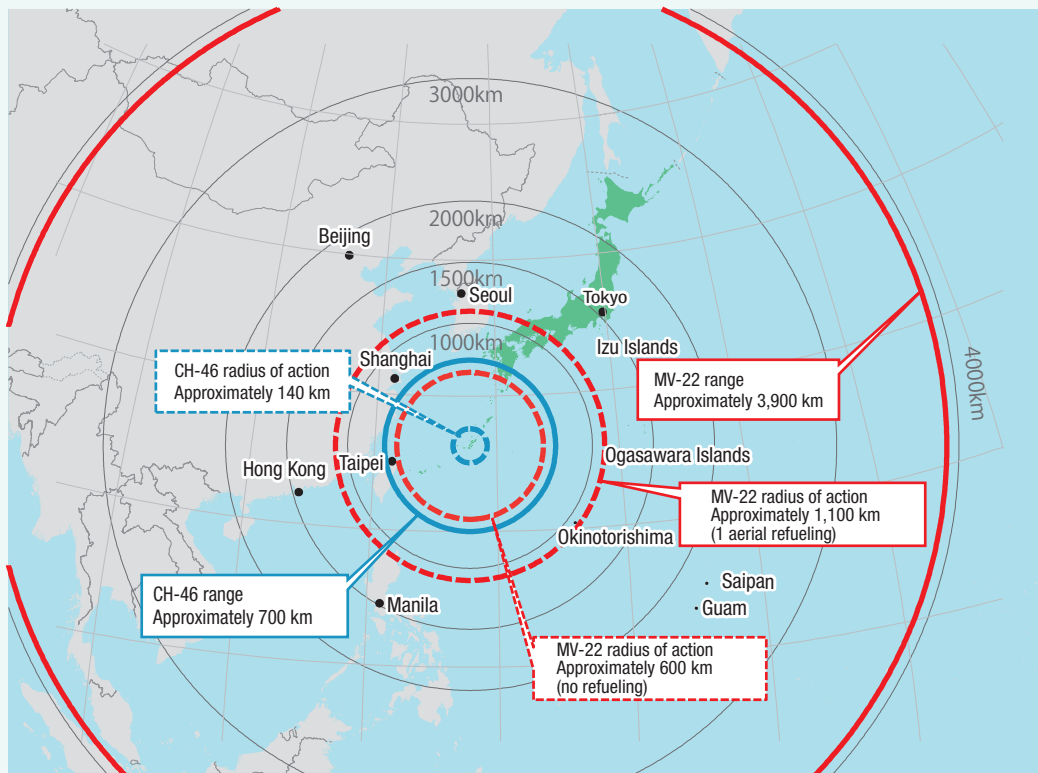 3000km
2000km
Beijing
1500km
Seoul
Tokyo
1000km
Izu Islands
Shanghai
4000km
CH-46 radius of action
Approximately 140 km
MV-22 range
Approximately 3,900 km
Taipei
Ogasawara Islands
Hong Kong
MV-22 radius of action
Approximately 1,100 km
(1 aerial refueling)
Okinotorishima
Saipan
CH-46 range
Approximately 700 km
Manila
Guam
MV-22 radius of action
Approximately 600 km
(no refueling)